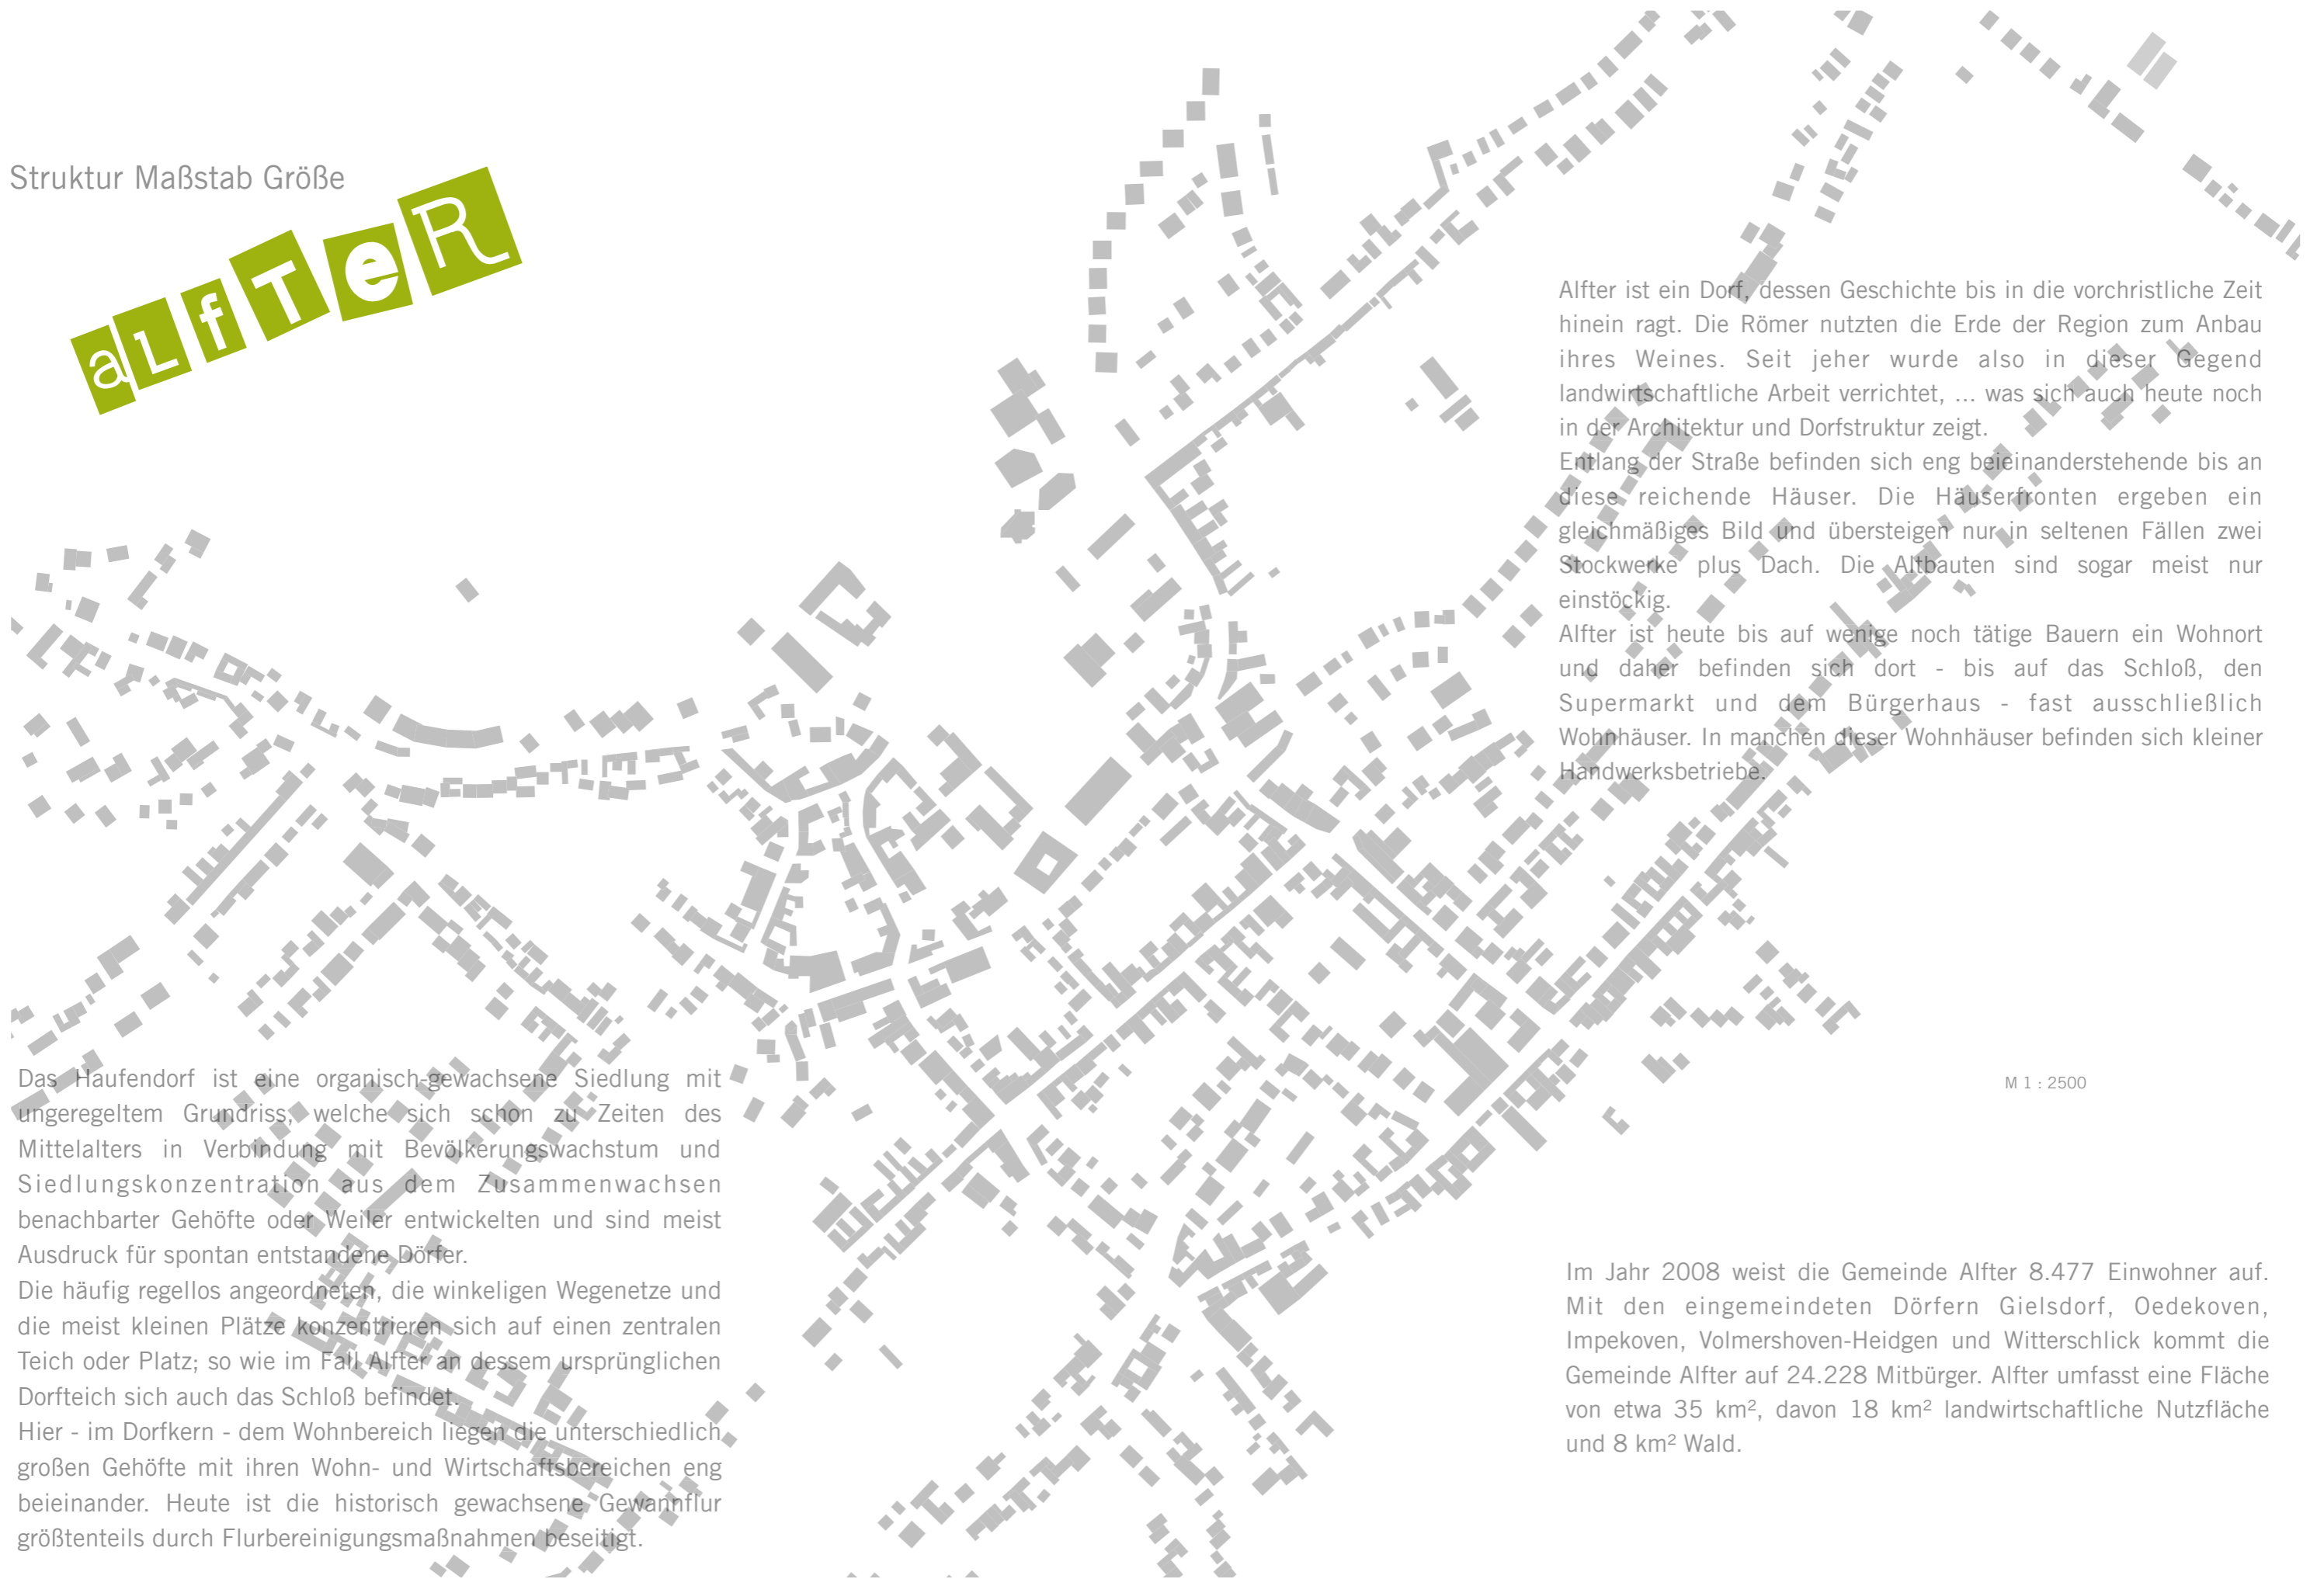 Struktur Maßstab Größe
aLfTeR
Alfter ist ein Dorf, dessen Geschichte bis in die vorchristliche Zeit
hinein ragt. Die Römer nutzten die Erde der Region zum Anbau
ihres Weines. Seit jeher wurde also in dieser Gegend
landwirtschaftliche Arbeit verrichtet, ... was sich auch heute noch
in der Architektur und Dorfstruktur zeigt.
Entlang der Straße befinden sich eng beieinanderstehende bis an
diese reichende Häuser. Die Häuserfronten ergeben ein
gleichmäßiges Bild und übersteigen nur in seltenen Fällen zwei
Stockwerke plus Dach. Die Altbauten sind sogar meist nur
einstöckig.
Alfter ist heute bis auf wenige noch tätige Bauern ein Wohnort
und daher befinden sich dort - bis auf das Schloß, den
Supermarkt und dem Bürgerhaus - fast ausschließlich
Wohnhäuser. In manchen dieser Wohnhäuser befinden sich kleiner
Handwerksbetriebe.
Das Haufendorf ist eine organisch-gewachsene Siedlung mit
ungeregeltem Grundriss, welche sich schon zu Zeiten des
Mittelalters in Verbindung mit Bevölkerungswachstum und
Siedlungskonzentration aus dem Zusammenwachsen
benachbarter Gehöfte oder Weiler entwickelten und sind meist
Ausdruck für spontan entstandene Dörfer.
Die häufig regellos angeordneten, die winkeligen Wegenetze und
die meist kleinen Plätze konzentrieren sich auf einen zentralen
Teich oder Platz; so wie im Fall Alfter an dessem ursprünglichen
Dorfteich sich auch das Schloß befindet.
Hier - im Dorfkern - dem Wohnbereich liegen die unterschiedlich
großen Gehöfte mit ihren Wohn- und Wirtschaftsbereichen eng
beieinander. Heute ist die historisch gewachsene Gewannflur
größtenteils durch Flurbereinigungsmaßnahmen beseitigt.
M 1 : 2500
Im Jahr 2008 weist die Gemeinde Alfter 8.477 Einwohner auf.
Mit den eingemeindeten Dörfern Gielsdorf, Oedekoven,
Impekoven, Volmershoven-Heidgen und Witterschlick kommt die
Gemeinde Alfter auf 24.228 Mitbürger. Alfter umfasst eine Fläche
von etwa 35 km², davon 18 km² landwirtschaftliche Nutzfläche
und 8 km² Wald.